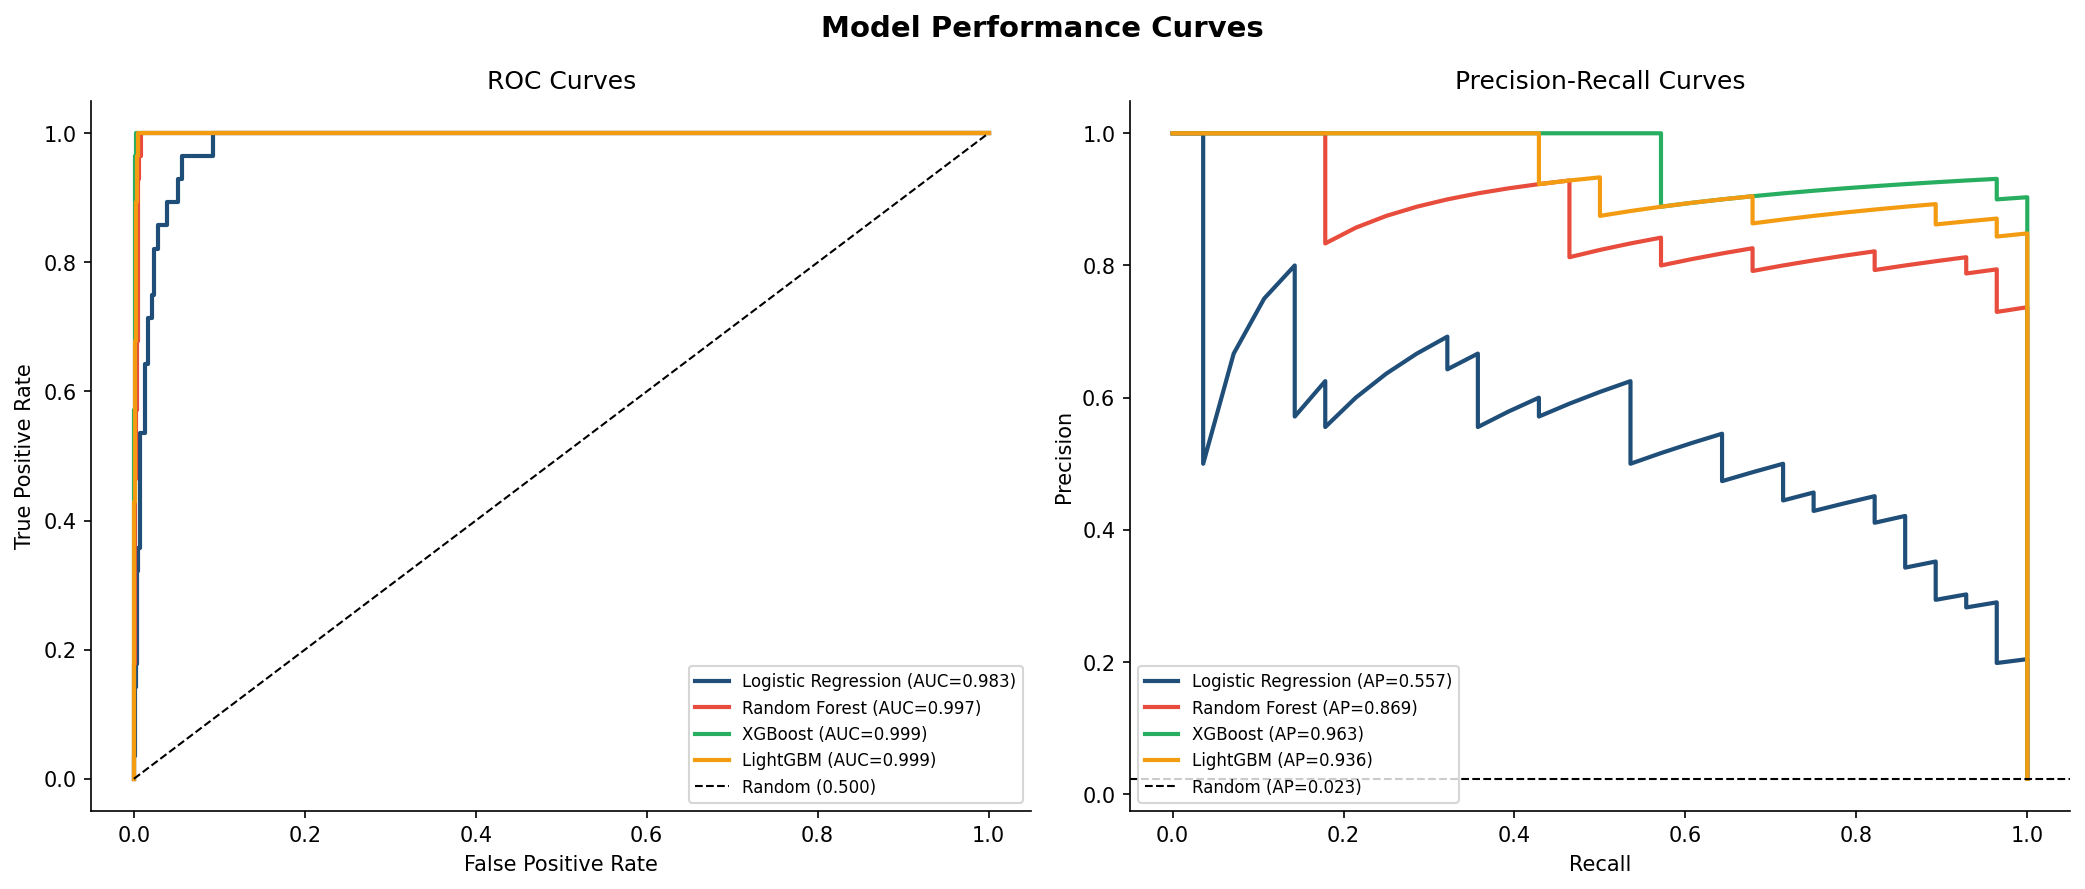 Model Performance Curves
ROC Curves
True Positive Rate
1.0
0.8
0.6
0.4
0.2
0.0
0.0 0.2 0.4 0.6 0.8 1.0
False Positive Rate
Logistic Regression (AUC=0.983)
Random Forest (AUC=0.997)
XGBoost (AUC=0.999)
LightGBM (AUC=0.999)
Random (0.500)
Precision-Recall Curves
Precision
1.0
0.8
0.6
0.4
0.2
0.0
0.0 0.2 0.4 0.6 0.8 1.0
Recall
Logistic Regression (AP=0.557)
Random Forest (AP=0.869)
XGBoost (AP=0.963)
LightGBM (AP=0.936)
Random (AP=0.023)